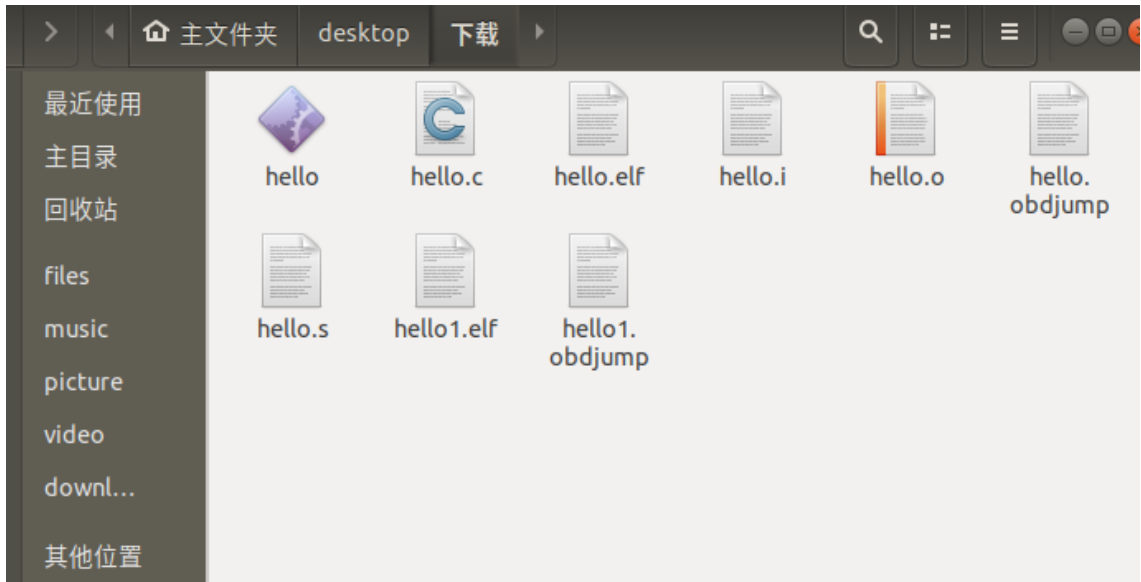 主文件夹 desktop 下载
最近使用
主目录
回收站
files
music
picture
video
downl...
其他位置
hello hello.c hello.elf hello.i hello.o hello.
obdjump
hello.s hello1.elf hello1.
obdjump